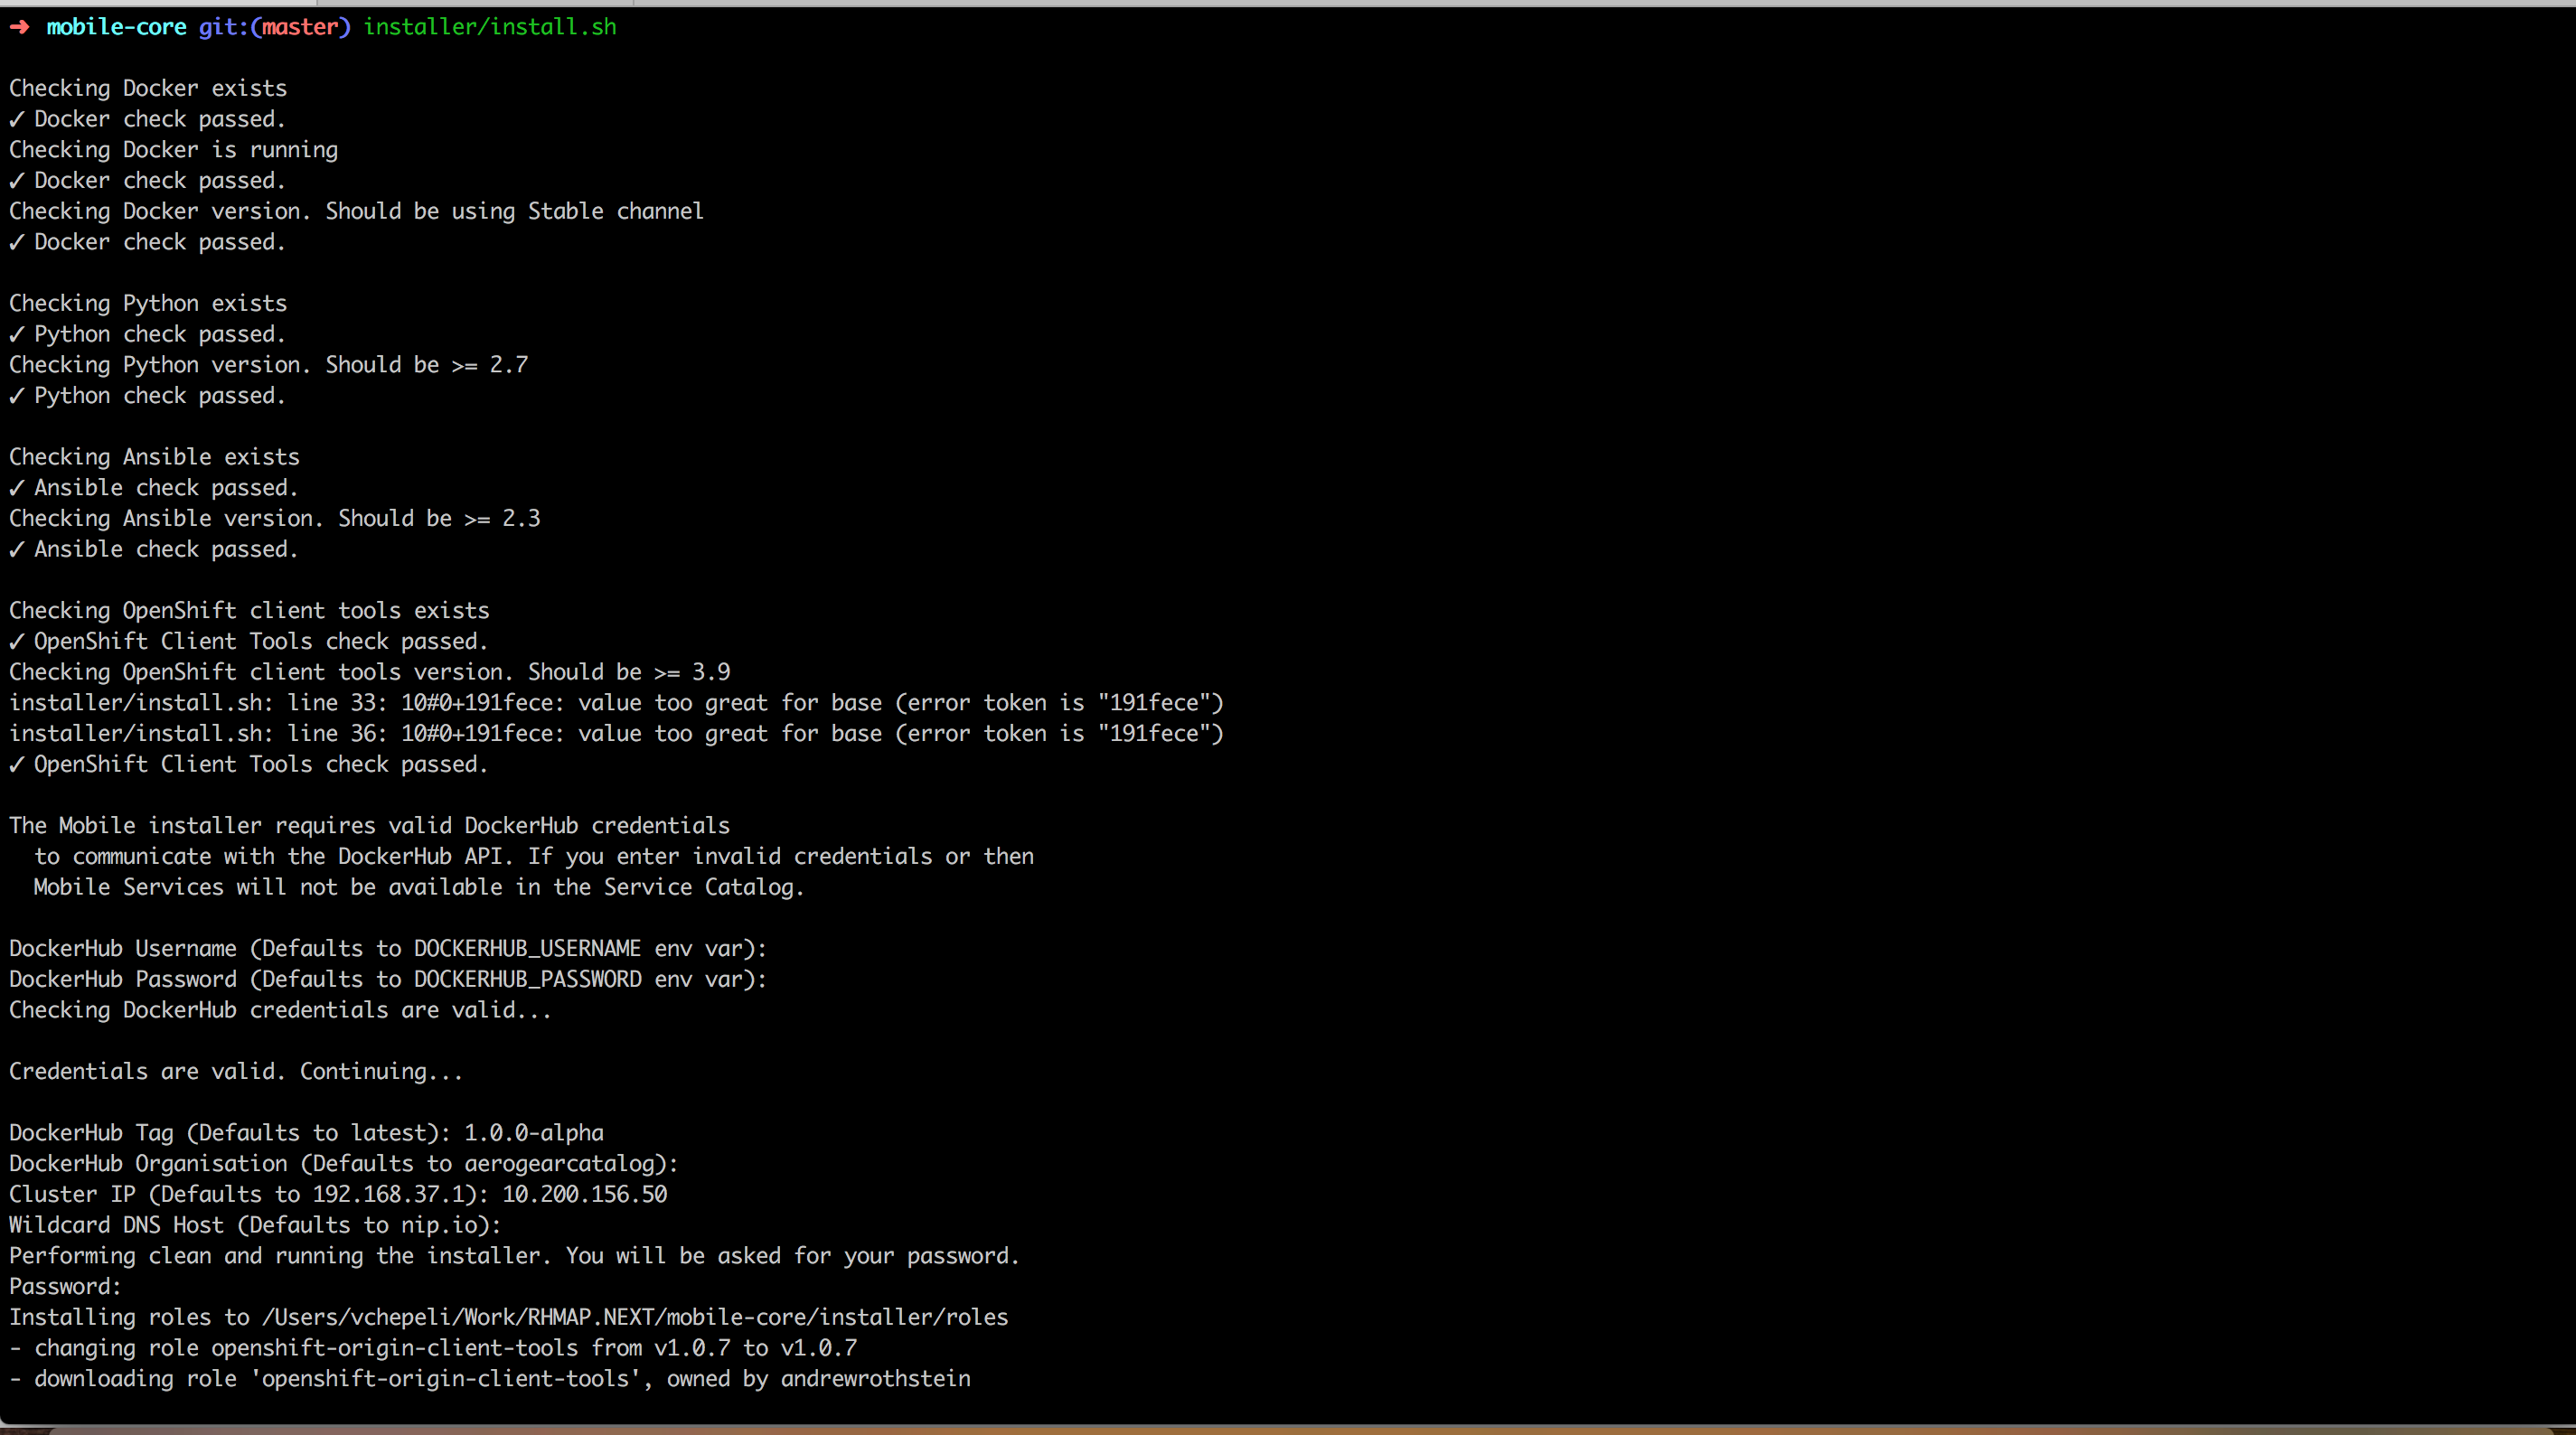 ➜ mobile-core git:(master) installer/install.sh
Checking Docker exists
✓ Docker check passed.
Checking Docker is running
✓ Docker check passed.
Checking Docker version. Should be using Stable channel
✓ Docker check passed.
Checking Python exists
✓ Python check passed.
Checking Python version. Should be >= 2.7
✓ Python check passed.
Checking Ansible exists
✓ Ansible check passed.
Checking Ansible version. Should be >= 2.3
✓ Ansible check passed.
Checking OpenShift client tools exists
✓ OpenShift Client Tools check passed.
Checking OpenShift client tools version. Should be >= 3.9
installer/install.sh: line 33: 10#0+191fece: value too great for base (error token is "191fece")
installer/install.sh: line 36: 10#0+191fece: value too great for base (error token is "191fece")
✓ OpenShift Client Tools check passed.
The Mobile installer requires valid DockerHub credentials
to communicate with the DockerHub API. If you enter invalid credentials or then
Mobile Services will not be available in the Service Catalog.
DockerHub Username (Defaults to DOCKERHUB_USERNAME env var):
DockerHub Password (Defaults to DOCKERHUB_PASSWORD env var):
Checking DockerHub credentials are valid...
Credentials are valid. Continuing...
DockerHub Tag (Defaults to latest): 1.0.0-alpha
DockerHub Organisation (Defaults to aerogearcatalog):
Cluster IP (Defaults to 192.168.37.1): 10.200.156.50
Wildcard DNS Host (Defaults to nip.io):
Performing clean and running the installer. You will be asked for your password.
Password:
Installing roles to /Users/vchepeli/Work/RHMAP.NEXT/mobile-core/installer/roles
- changing role openshift-origin-client-tools from v1.0.7 to v1.0.7
- downloading role 'openshift-origin-client-tools', owned by andrewrothstein